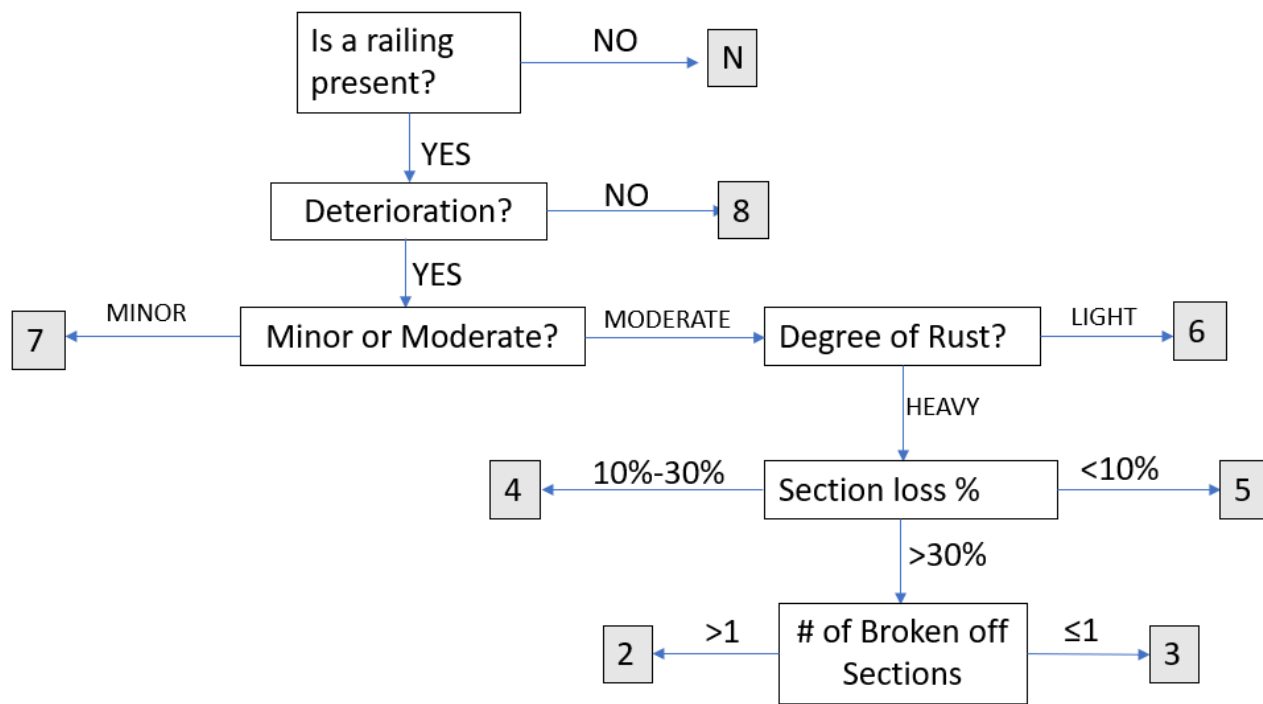 Is a railing
present?
NO
N
YES
Deterioration?
NO
8
YES
7
MINOR
Minor or Moderate?
MODERATE
Degree of Rust?
LIGHT
6
HEAVY
4
10%-30%
Section loss %
<10%
5
>30%
2
>1
# of Broken off
Sections
≤1
3